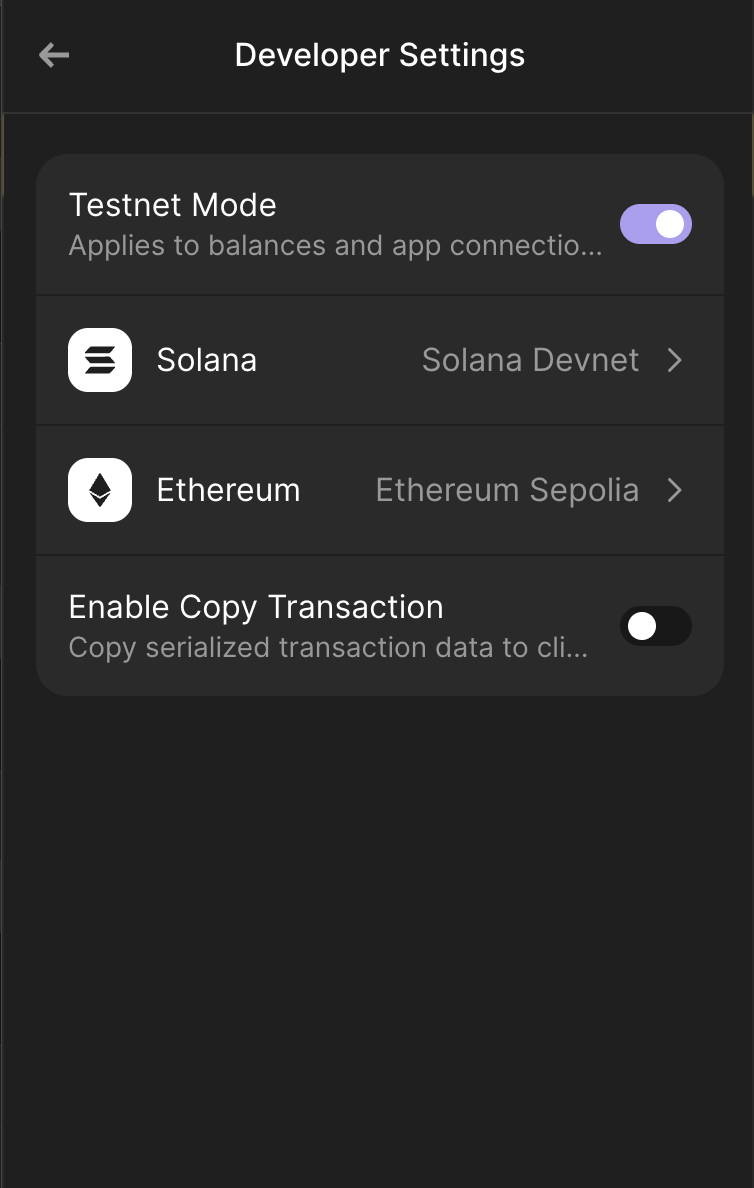 Developer Settings
Testnet Mode
Applies to balances and app connectio...
Solana Solana Devnet
Ethereum Ethereum Sepolia
Enable Copy Transaction
Copy serialized transaction data to cli...